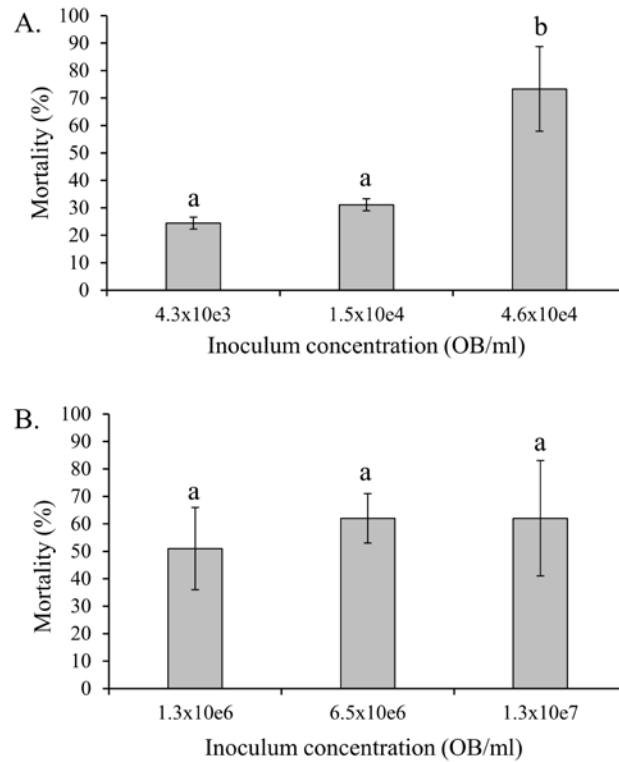 A.
Mortality (%)
100
90
80
70
60
50
40
30
20
10
0
a
a
b
4.3x10e3
1.5x10e4
4.6x10e4
Inoculum concentration (OB/ml)
B.
Mortality (%)
100
90
80
70
60
50
40
30
20
10
0
a
a
a
1.3x10e6
6.5x10e6
1.3x10e7
Inoculum concentration (OB/ml)